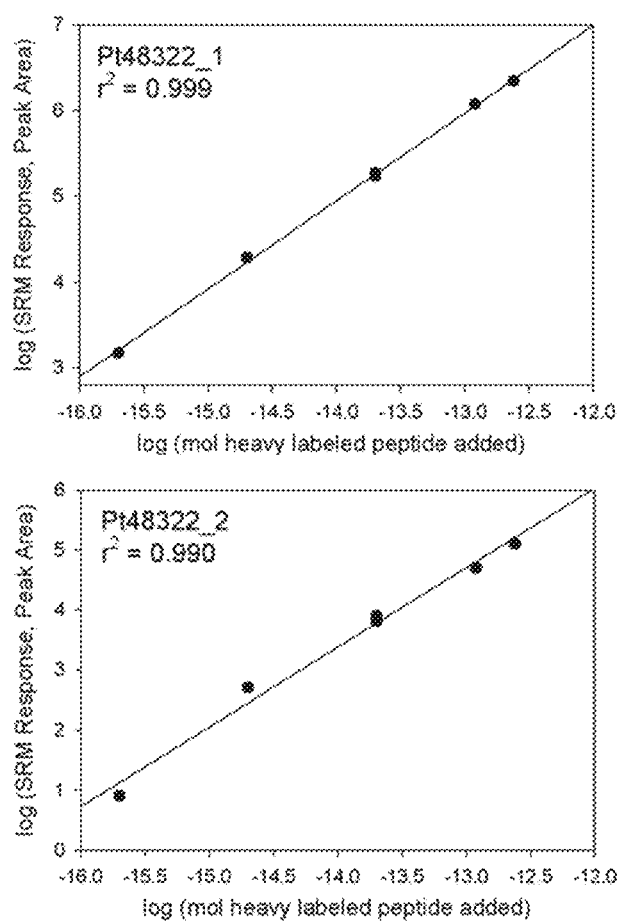 7
6
5
4
3
log (SRM Response, Peak Area)
Pt48322_1
r² = 0.999
-16.0 -15.5 -15.0 -14.5 -14.0 -13.5 -13.0 -12.5 -12.0
log (mol heavy labeled peptide added)
6
5
4
3
2
1
0
log (SRM Response, Peak Area)
Pt48322_2
r² = 0.990
-16.0 -15.5 -15.0 -14.5 -14.0 -13.5 -13.0 -12.5 -12.0
log (mol heavy labeled peptide added)